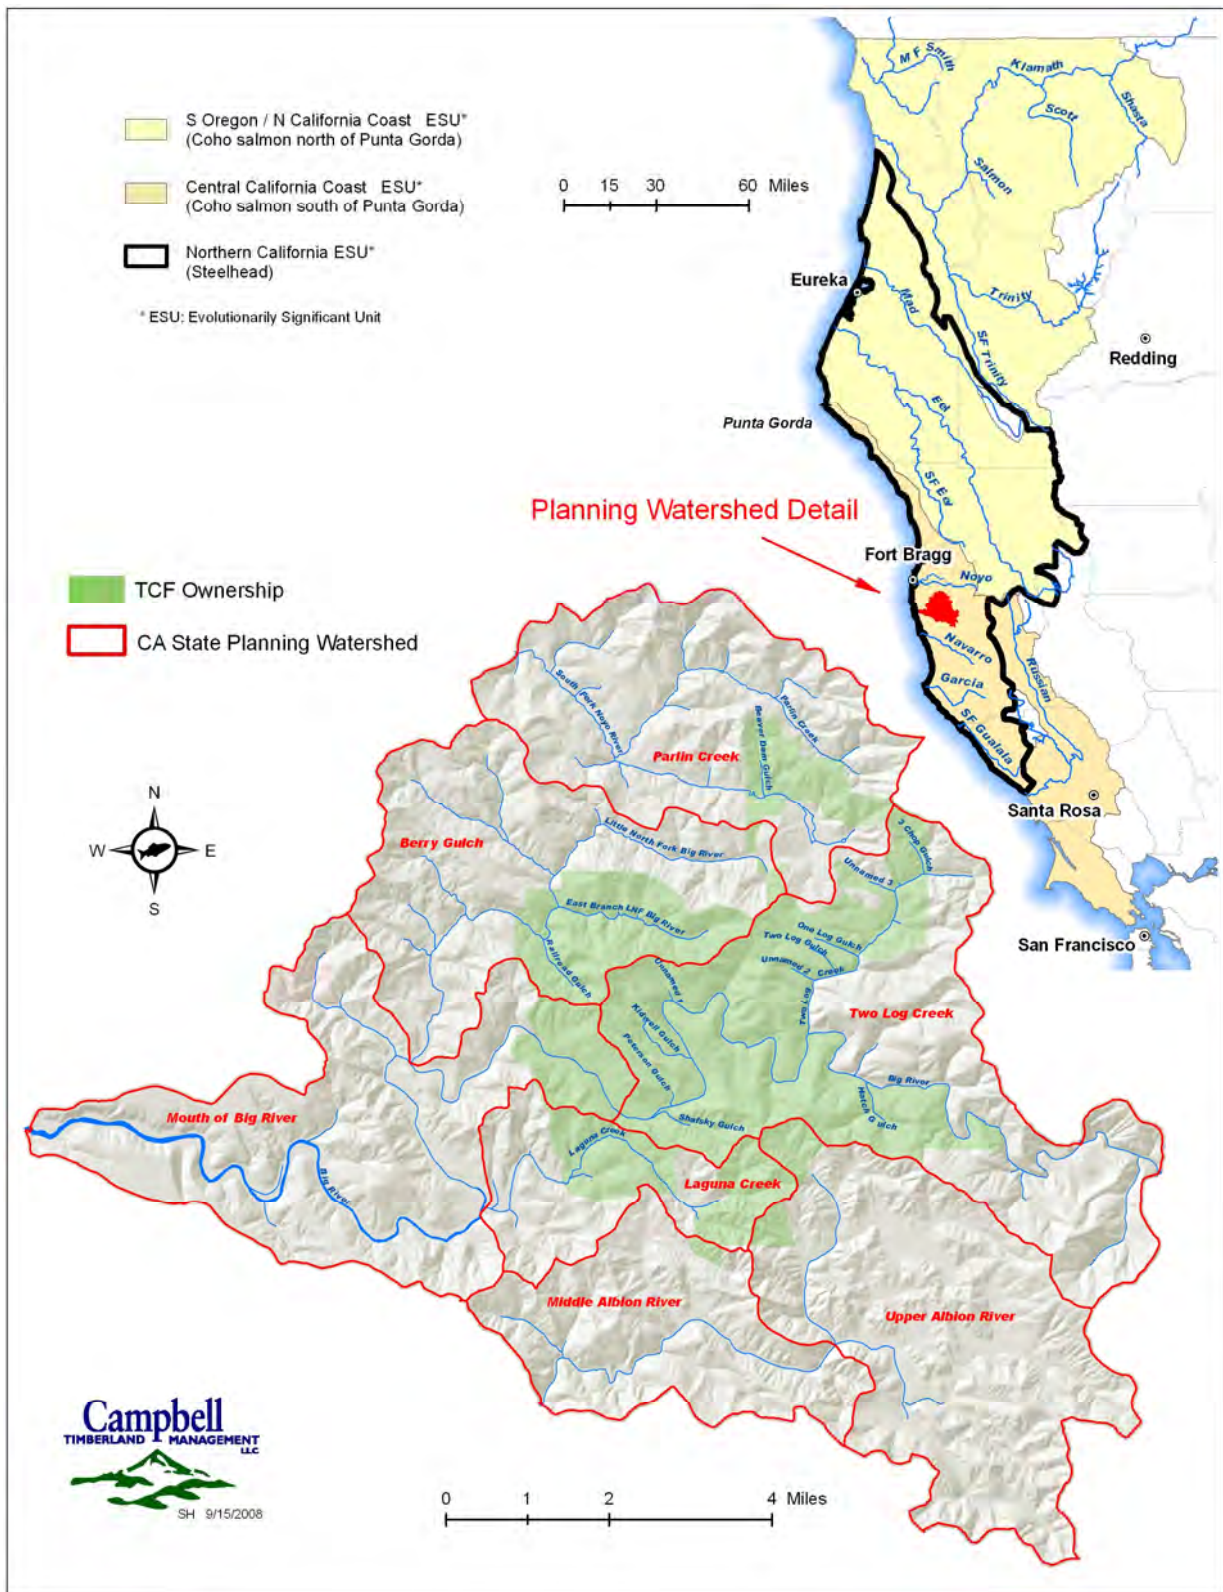 S Oregon / N California Coast ESU*
(Coho salmon north of Punta Gorda)
Central California Coast ESU*
(Coho salmon south of Punta Gorda)
Northern California ESU*
(Steelhead)
* ESU: Evolutionarily Significant Unit
0 15 30 60 Miles
M F Smith
Klamath
Scott
Shasta
Salmon
Trinity
Eureka
Mad
SF Trinity
Redding
Eel
Punta Gorda
SF Eel
Planning Watershed Detail
Fort Bragg
Noyo
Navarro
Garcia
Russian
SF Gualala
Santa Rosa
San Francisco
TCF Ownership
CA State Planning Watershed
N
W E
S
South Fork Noyo River
Parlin Creek
Beaver Dam Gulch
Parlin Creek
Berry Gulch
Little North Fork Big River
3 Chop Gulch
Unnamed 3
East Branch LNF Big River
One Log Gulch
Two Log Gulch
Unnamed 2
Two Log Creek
Railroad Gulch
Unnamed 1
Kidwell Gulch
Peterson Gulch
Two Log Creek
Big River
Hatch Gulch
Mouth of Big River
Shafsky Gulch
Laguna Creek
Big River
Laguna Creek
Middle Albion River
Upper Albion River
Campbell
TIMBERLAND MANAGEMENT
LLC
SH 9/15/2008
0 1 2 4 Miles